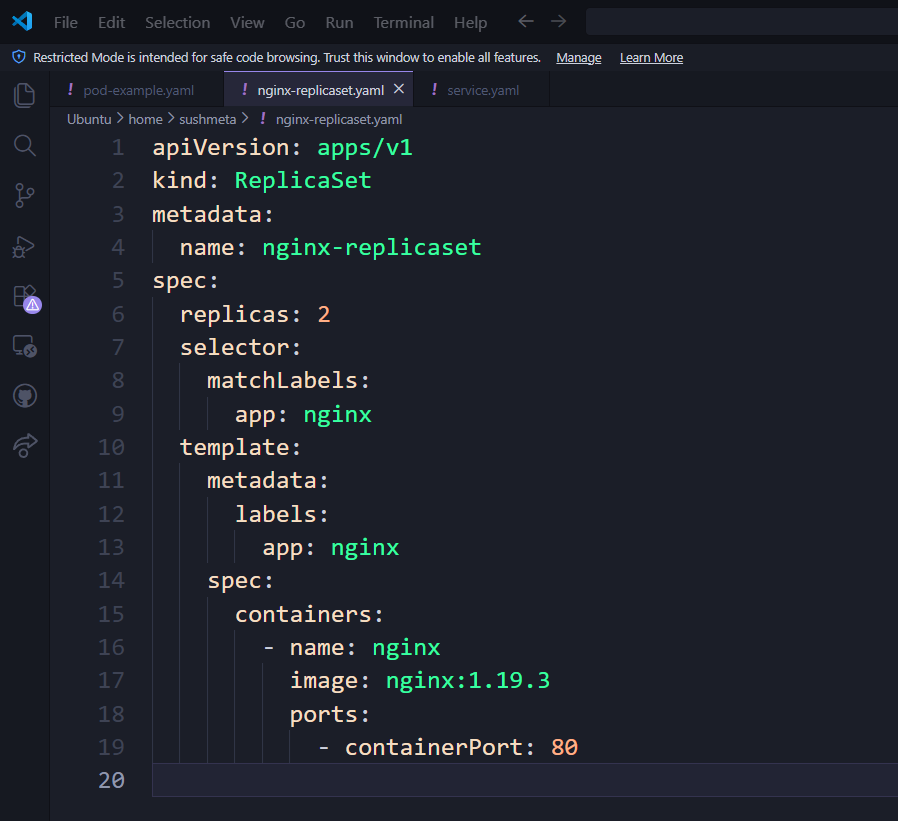 File Edit Selection View Go Run Terminal Help
Restricted Mode is intended for safe code browsing. Trust this window to enable all features. Manage Learn More
! pod-example.yaml ! nginx-replicaset.yaml ! service.yaml
Ubuntu > home > sushmeta > ! nginx-replicaset.yaml
1 apiVersion: apps/v1
2 kind: ReplicaSet
3 metadata:
4   name: nginx-replicaset
5 spec:
6   replicas: 2
7   selector:
8     matchLabels:
9       app: nginx
10   template:
11     metadata:
12       labels:
13         app: nginx
14     spec:
15       containers:
16         - name: nginx
17           image: nginx:1.19.3
18           ports:
19             - containerPort: 80
20